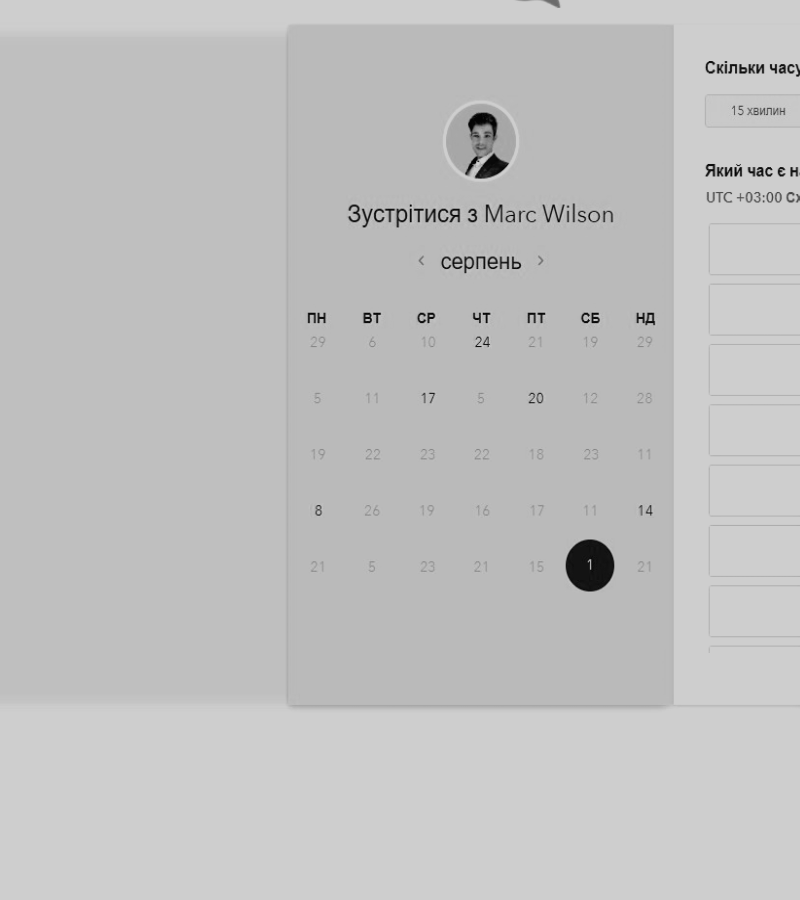 Зустрітися з Marc Wilson
серпень
ПН ВТ СР ЧТ ПТ СБ НД
29 6 10 24 21 19 29
5 11 17 5 20 12 28
19 22 23 22 18 23 11
8 26 19 16 17 11 14
21 5 23 21 15 1 21
Скільки часу
15 хвилин
Який час є
UTC +03:00